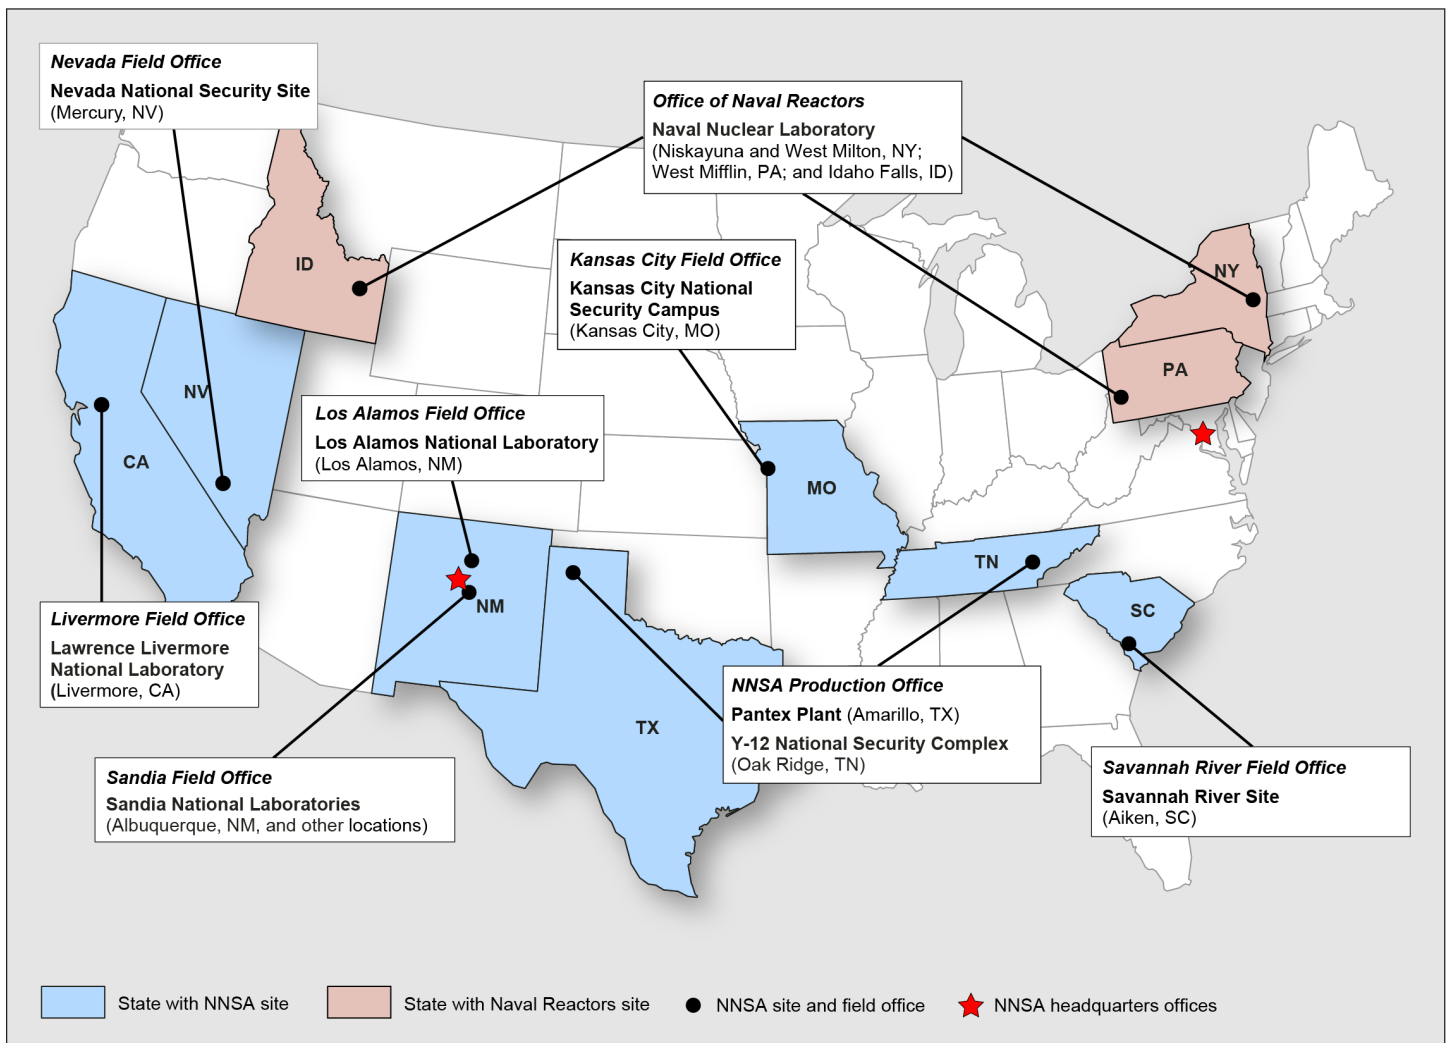 Nevada Field Office
Nevada National Security Site
(Mercury, NV)
Office of Naval Reactors
Naval Nuclear Laboratory
(Niskayuna and West Milton, NY;
West Mifflin, PA; and Idaho Falls, ID)
Kansas City Field Office
Kansas City National
Security Campus
(Kansas City, MO)
ID
NY
PA
NV
CA
Los Alamos Field Office
Los Alamos National Laboratory
(Los Alamos, NM)
MO
TN
NM
SC
TX
Livermore Field Office
Lawrence Livermore
National Laboratory
(Livermore, CA)
NNSA Production Office
Pantex Plant (Amarillo, TX)
Y-12 National Security Complex
(Oak Ridge, TN)
Sandia Field Office
Sandia National Laboratories
(Albuquerque, NM, and other locations)
Savannah River Field Office
Savannah River Site
(Aiken, SC)
State with NNSA site
State with Naval Reactors site
NNSA site and field office
NNSA headquarters offices